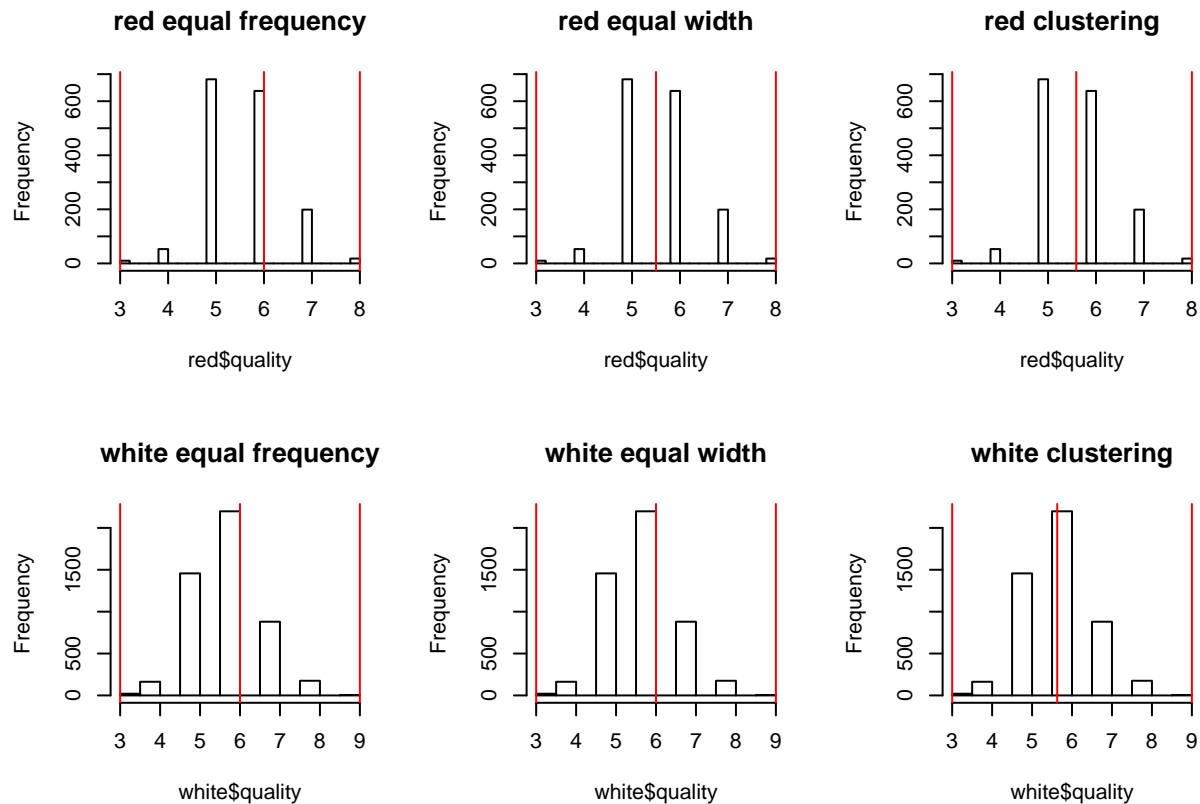 red equal frequency
Frequency
0 200 400 600
3 4 5 6 7 8
red$quality
red equal width
Frequency
0 200 400 600
3 4 5 6 7 8
red$quality
red clustering
Frequency
0 200 400 600
3 4 5 6 7 8
red$quality
white equal frequency
Frequency
0 500 1500
3 4 5 6 7 8 9
white$quality
white equal width
Frequency
0 500 1500
3 4 5 6 7 8 9
white$quality
white clustering
Frequency
0 500 1500
3 4 5 6 7 8 9
white$quality